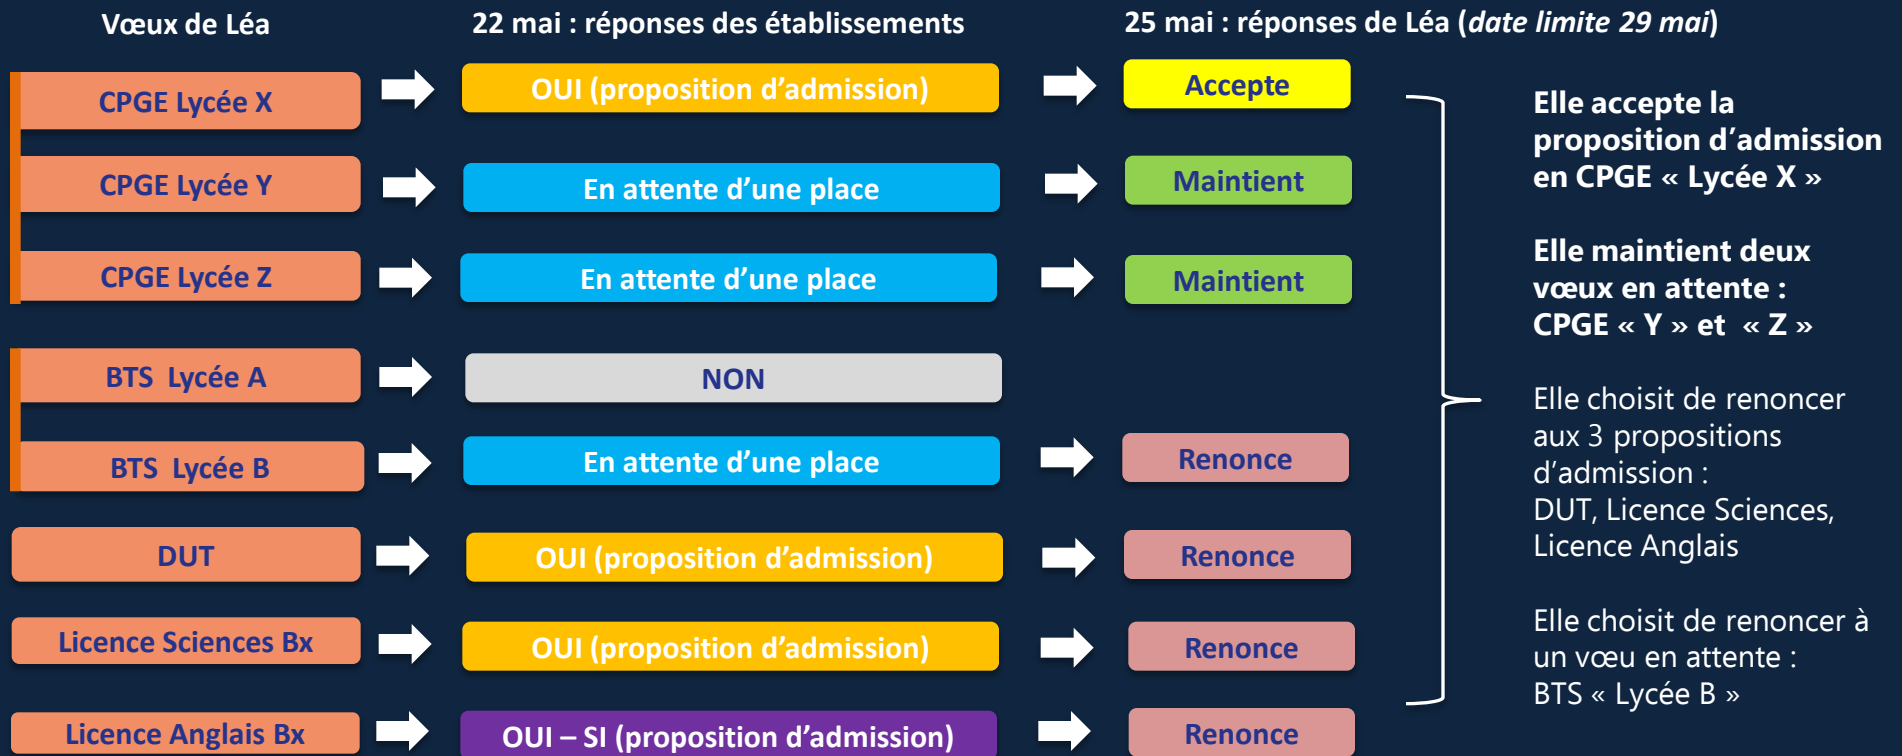 Vœux de Léa
22 mai : réponses des établissements
25 mai : réponses de Léa (date limite 29 mai)
CPGE Lycée X
OUI (proposition d’admission)
Accepte
CPGE Lycée Y
En attente d’une place
Maintient
CPGE Lycée Z
En attente d’une place
Maintient
BTS Lycée A
NON
BTS Lycée B
En attente d’une place
Renonce
DUT
OUI (proposition d’admission)
Renonce
Licence Sciences Bx
OUI (proposition d’admission)
Renonce
Licence Anglais Bx
OUI – SI (proposition d’admission)
Renonce
Elle accepte la
proposition d’admission
en CPGE « Lycée X »
Elle maintient deux
vœux en attente :
CPGE « Y » et « Z »
Elle choisit de renoncer
aux 3 propositions
d’admission :
DUT, Licence Sciences,
Licence Anglais
Elle choisit de renoncer à
un vœu en attente :
BTS « Lycée B »